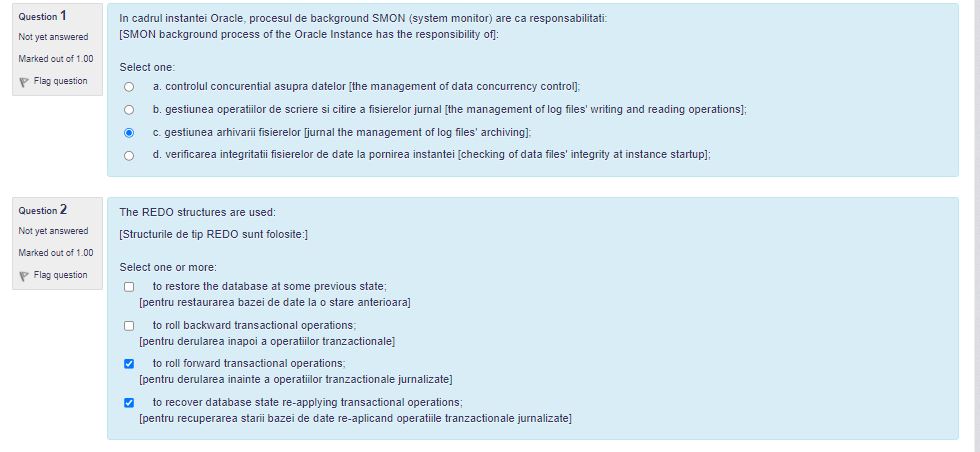 Question 1
Not yet answered
Marked out of 1.00
Flag question
In cadrul instantei Oracle, procesul de background SMON (system monitor) are ca responsabilitati:
[SMON background process of the Oracle Instance has the responsibility of]:
Select one:
a. controlul concurential asupra datelor [the management of data concurrency control];
b. gestiunea operatiilor de scriere si citire a fisierelor jurnal [the management of log files' writing and reading operations];
c. gestiunea arhivarii fisierelor [jurnal the management of log files' archiving];
d. verificarea integritatii fisierelor de date la pornirea instantei [checking of data files' integrity at instance startup];
Question 2
Not yet answered
Marked out of 1.00
Flag question
The REDO structures are used:
[Structurile de tip REDO sunt folosite:]
Select one or more:
to restore the database at some previous state;
[pentru restaurarea bazei de date la o stare anterioara]
to roll backward transactional operations;
[pentru derularea inapoi a operatiilor tranzactionale]
to roll forward transactional operations;
[pentru derularea inainte a operatiilor tranzactionale jurnalizate]
to recover database state re-applying transactional operations;
[pentru recuperarea starii bazei de date re-aplicand operatiile tranzactionale jurnalizate]